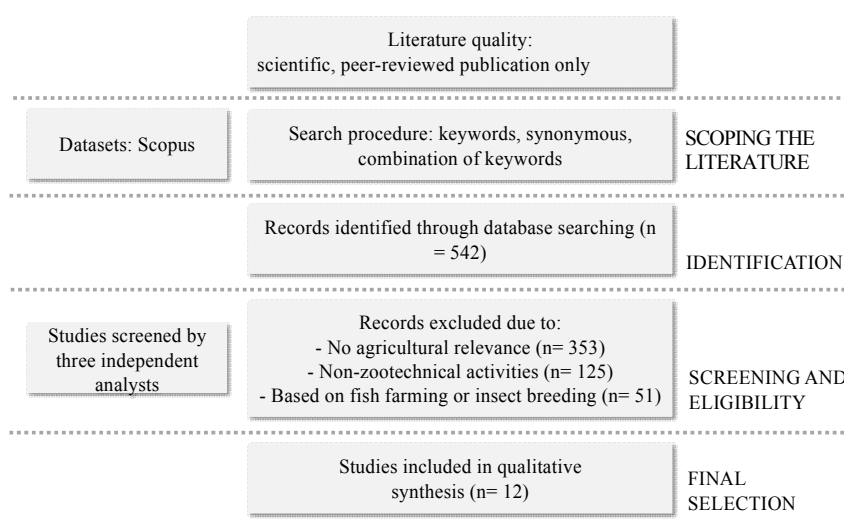 Literature quality:
scientific, peer-reviewed publication only
Datasets: Scopus
Search procedure: keywords, synonymous,
combination of keywords
SCOPING THE
LITERATURE
Records identified through database searching (n
= 542)
IDENTIFICATION
Studies screened by
three independent
analysts
Records excluded due to:
- No agricultural relevance (n= 353)
- Non-zootechnical activities (n= 125)
- Based on fish farming or insect breeding (n= 51)
SCREENING AND
ELIGIBILITY
Studies included in qualitative
synthesis (n= 12)
FINAL
SELECTION